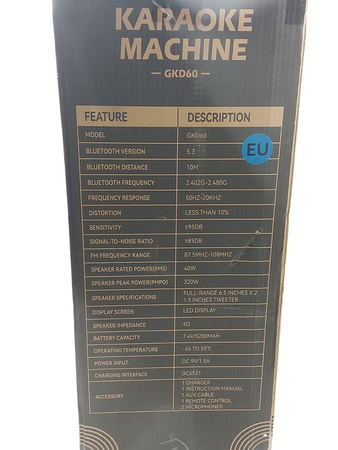 KARAOKE
MACHINE
— GKD60 —
FEATURE DESCRIPTION
MODEL GKD60
EU
BLUETOOTH VERSION 5.3
BLUETOOTH DISTANCE 10M
BLUETOOTH FREQUENCY 2.402G-2.480G
FREQUENCY RESPONSE 50HZ-20KHZ
DISTORTION LESS THAN 10%
SENSITIVITY ≥95DB
SIGNAL-TO-NOISE RATIO ≥85DB
FM FREQUENCY RANGE 87.5MHZ-108MHZ
SPEAKER RATED POWER(RMS) 40W
SPEAKER PEAK POWER(PMPO) 320W
SPEAKER SPECIFICATIONS FULL-RANGE 6.5 INCHES X 2
1.5 INCHES TWEETER
DISPLAY SCREEN LED DISPLAY
SPEAKER IMPEDANCE 4Ω
BATTERY CAPACITY 7.4V/5200MAH
OPERATING TEMPERATURE -45 TO 55℃
POWER INPUT DC 9V/1.5A
CHARGING INTERFACE DC5521
ACCESSORY 1 CHARGER
1 INSTRUCTION MANUAL
1 AUX CABLE
1 REMOTE CONTROL
2 MICROPHONES